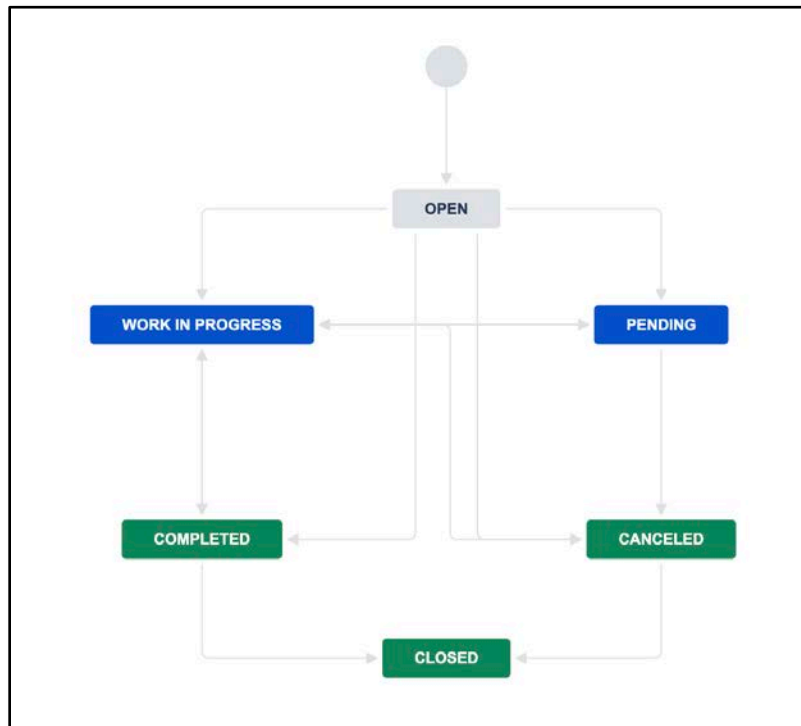 OPEN
WORK IN PROGRESS
PENDING
COMPLETED
CANCELED
CLOSED